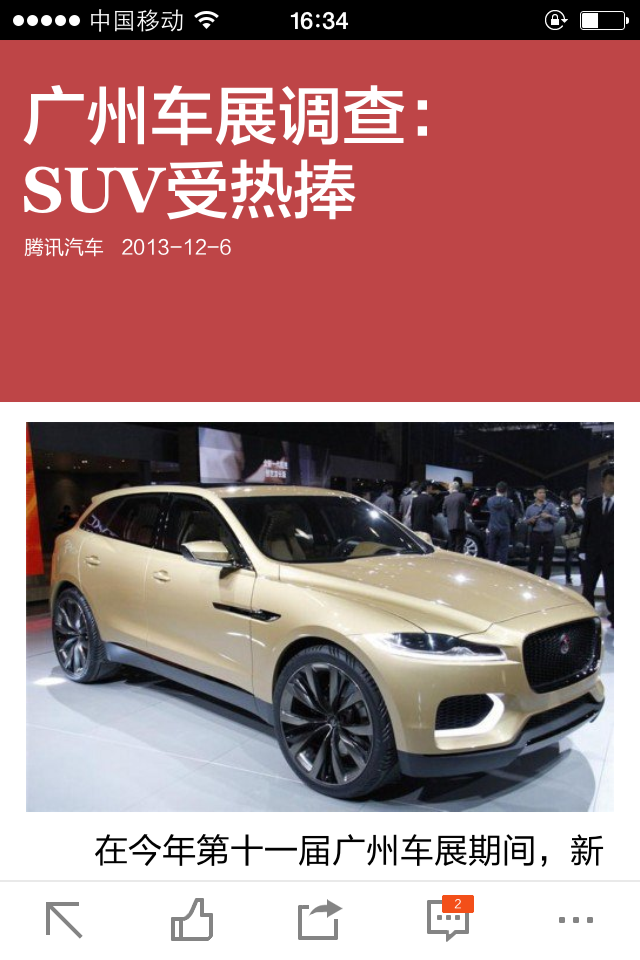 中国移动 16:34
广州车展调查：
SUV受热捧
腾讯汽车 2013-12-6
在今年第十一届广州车展期间，新
2